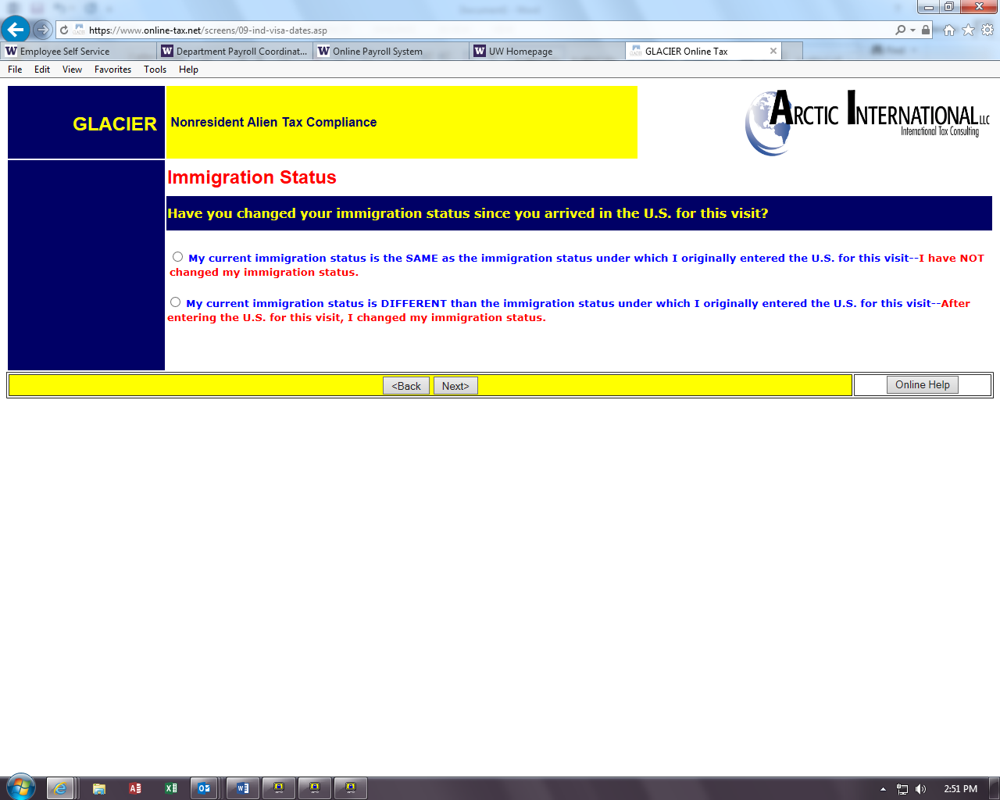 https://www.online-tax.net/screens/09-ind-visa-dates.asp
Employee Self Service
Department Payroll Coordinat...
Online Payroll System
UW Homepage
GLACIER Online Tax
File Edit View Favorites Tools Help
GLACIER
Nonresident Alien Tax Compliance
ARCTIC INTERNATIONAL LLC
International Tax Consulting
Immigration Status
Have you changed your immigration status since you arrived in the U.S. for this visit?
My current immigration status is the SAME as the immigration status under which I originally entered the U.S. for this visit--I have NOT
changed my immigration status.
My current immigration status is DIFFERENT than the immigration status under which I originally entered the U.S. for this visit--After
entering the U.S. for this visit, I changed my immigration status.
<Back Next>
Online Help
2:51 PM